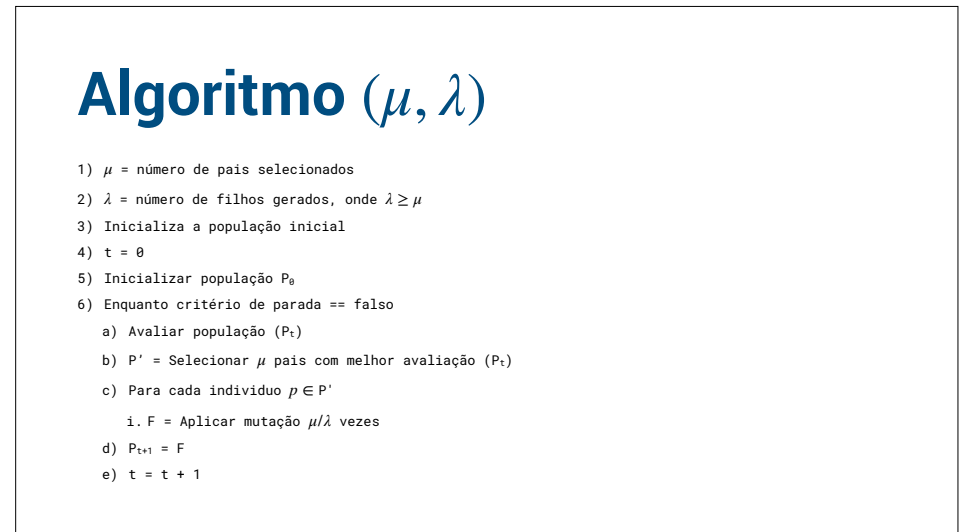 Algoritmo (μ, λ)
1) μ = número de pais selecionados
2) λ = número de filhos gerados, onde λ ≥ μ
3) Inicializa a população inicial
4) t = 0
5) Inicializar população P₀
6) Enquanto critério de parada == falso
a) Avaliar população (Pₜ)
b) P' = Selecionar μ pais com melhor avaliação (Pₜ)
c) Para cada individuo p ∈ P'
i. F = Aplicar mutação μ/λ vezes
d) Pₜ₊₁ = F
e) t = t + 1